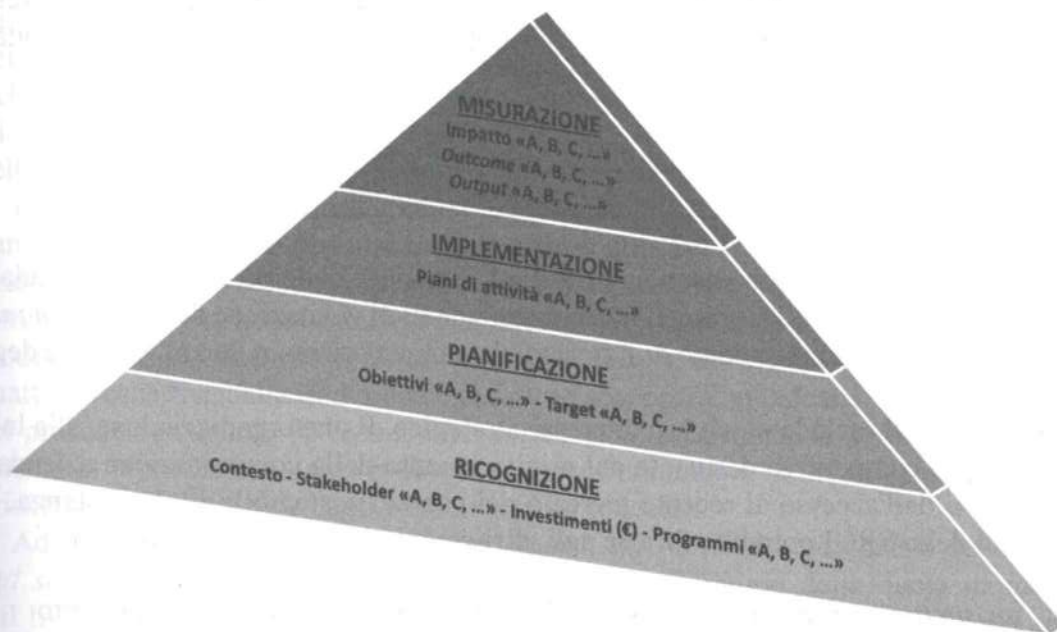 MISURAZIONE
Impatto «A, B, C, ...»
Outcome «A, B, C, ...»
Output «A, B, C, ...»
IMPLEMENTAZIONE
Piani di attività «A, B, C, ...»
PIANIFICAZIONE
Obiettivi «A, B, C, ...» - Target «A, B, C, ...»
RICOGNIZIONE
Contesto - Stakeholder «A, B, C, ...» - Investimenti (€) - Programmi «A, B, C, ...»